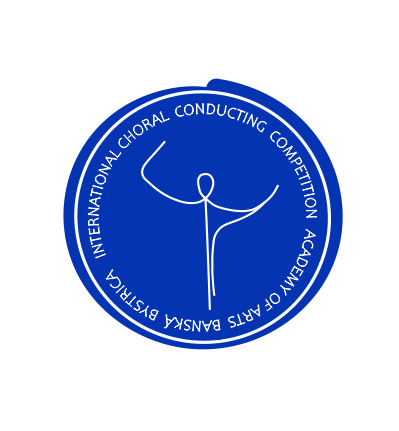 INTERNATIONAL CHORAL CONDUCTING COMPETITION
ACADEMY OF ARTS BANSKÁ BYSTRICA